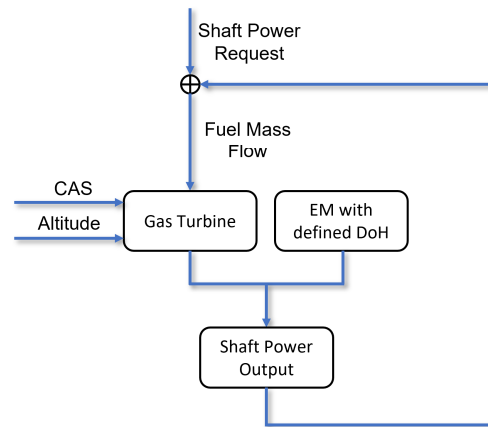 Shaft Power
Request
Fuel Mass
Flow
CAS
Altitude
Gas Turbine
EM with
defined DoH
Shaft Power
Output